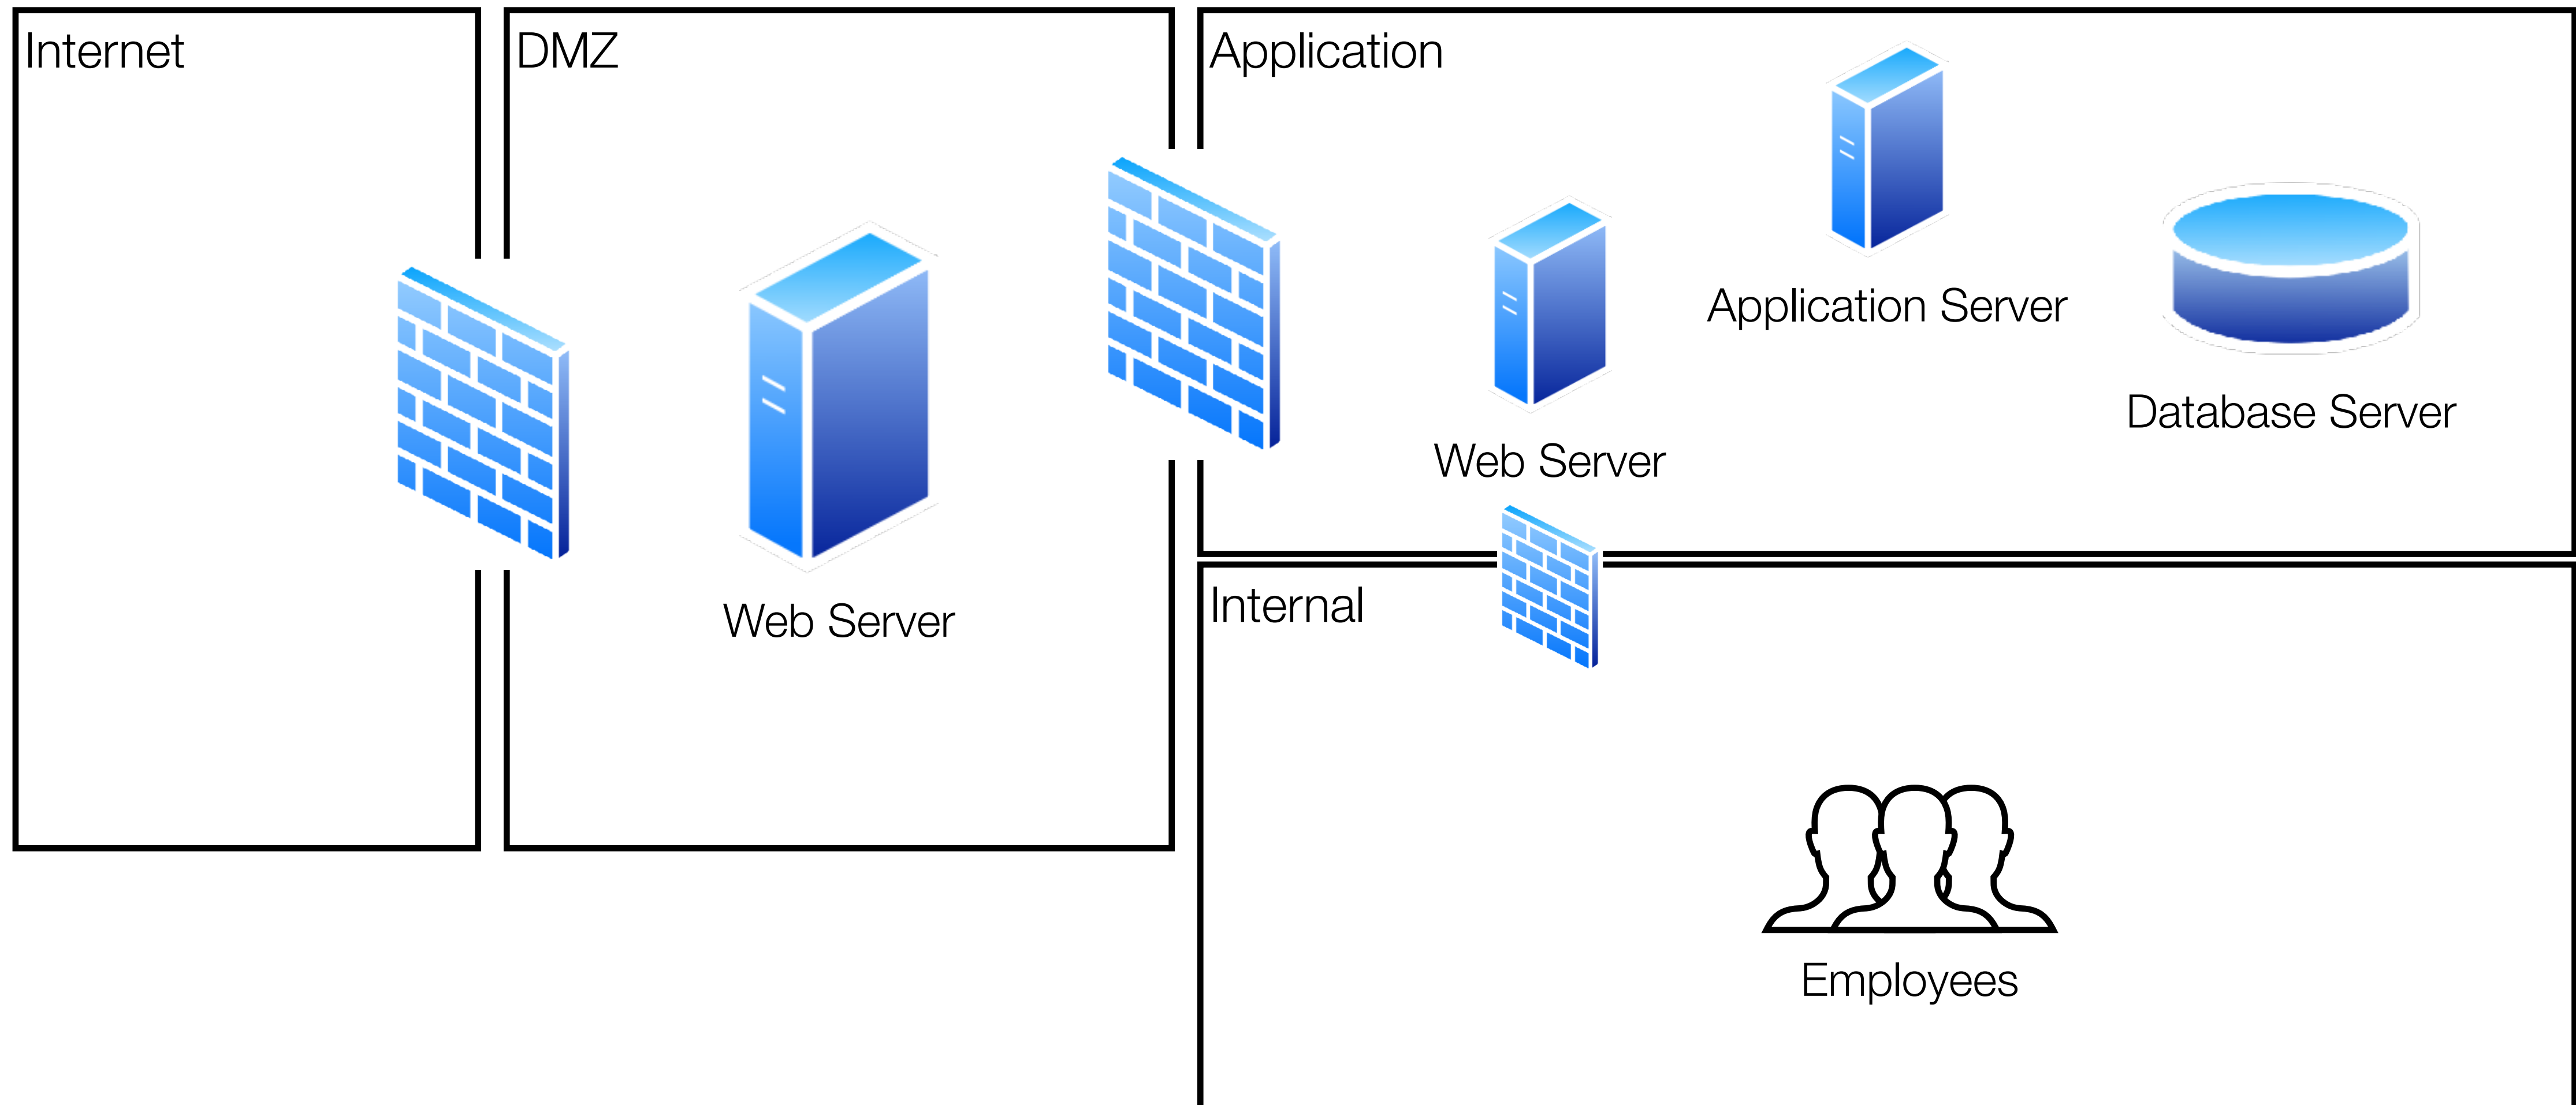 Internet
DMZ
Application
Application Server
Database Server
Web Server
Web Server
Internal
Employees